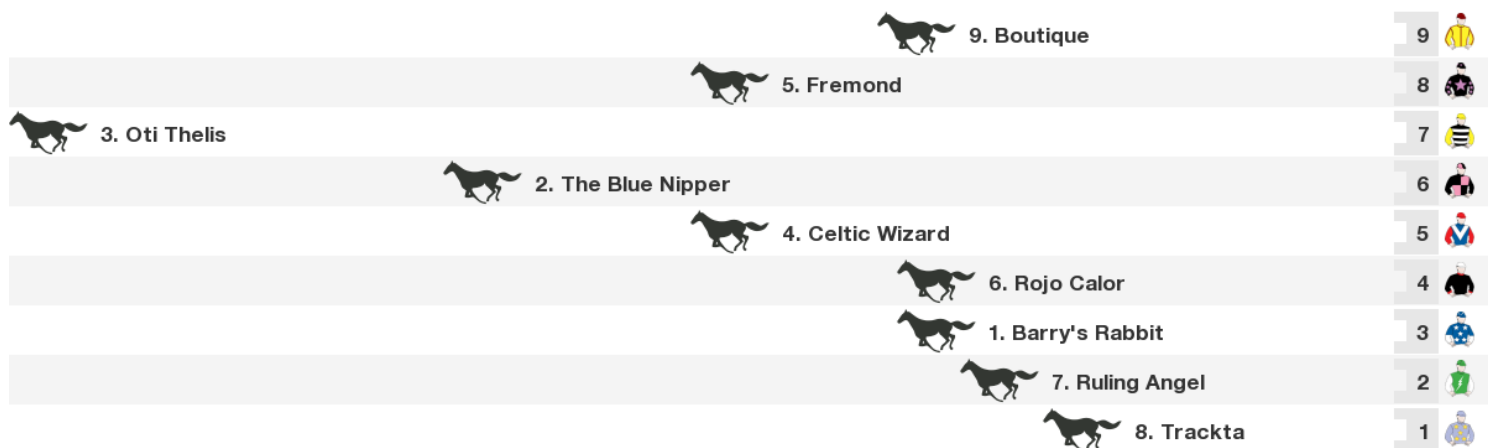 9. Boutique 9
5. Fremond 8
3. Oti Thelis 7
2. The Blue Nipper 6
4. Celtic Wizard 5
6. Rojo Calor 4
1. Barry's Rabbit 3
7. Ruling Angel 2
8. Trackta 1